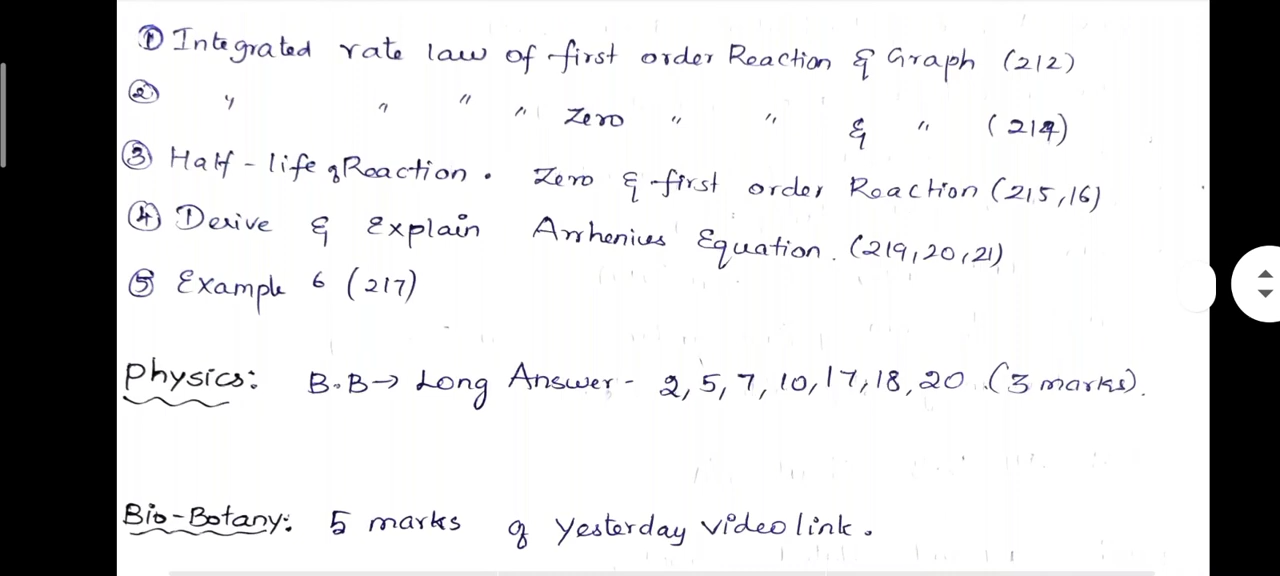 ① Integrated rate law of first order Reaction & Graph (212)
② " " " " Zero " " & " (214)
③ Half-life of Reaction. Zero & first order Reaction (215,16)
④ Derive & Explain Arrhenius Equation. (219,20,21)
⑤ Example 6 (217)
Physics: B.B→ Long Answer - 2, 5, 7, 10, 17, 18, 20 (3 marks).
Bio-Botany: 5 marks of yesterday video link.